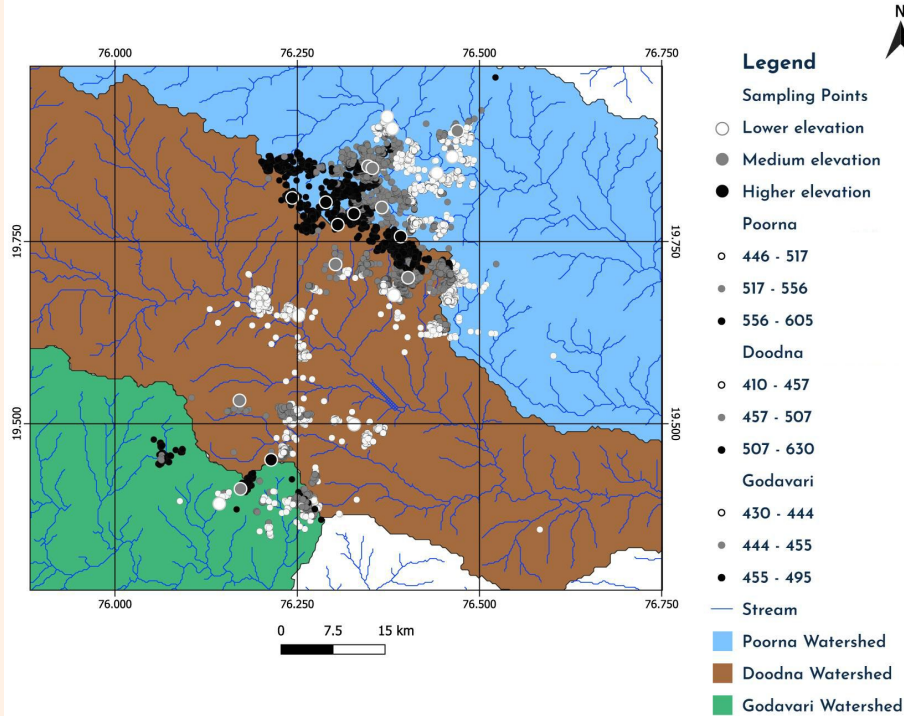 N
76.000 76.250 76.500 76.750
19.750 19.750
19.500 19.500
76.000 76.250 76.500 76.750
0 7.5 15 km
Legend
Sampling Points
Lower elevation
Medium elevation
Higher elevation
Poorna
446 - 517
517 - 556
556 - 605
Doodna
410 - 457
457 - 507
507 - 630
Godavari
430 - 444
444 - 455
455 - 495
Stream
Poorna Watershed
Doodna Watershed
Godavari Watershed